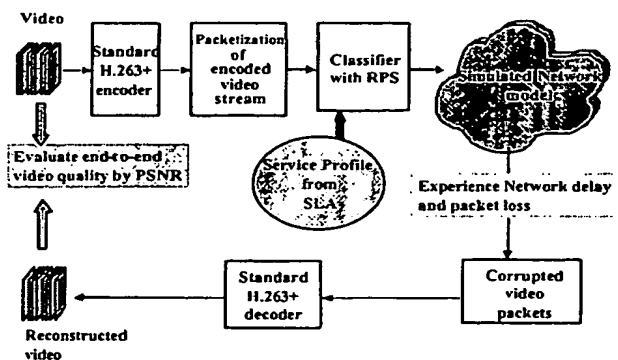 Video
Standard
H.263+
encoder
Packetization
of
encoded
video
stream
Classifier
with RPS
Simulated Network
model
Evaluate end-to-end
video quality by PSNR
Service Profile
from
SLA
Experience Network delay
and packet loss
Standard
H.263+
decoder
Corrupted
video
packets
Reconstructed
video